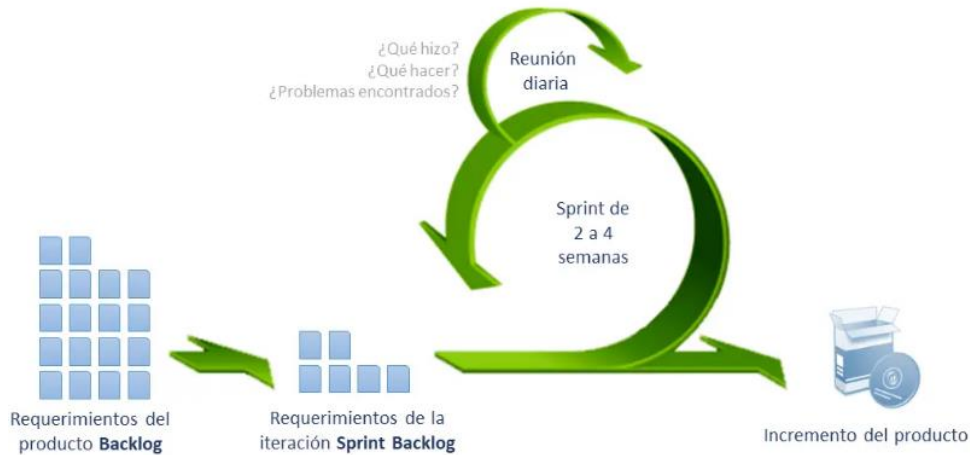 ¿Qué hizo?
¿Qué hacer?
¿Problemas encontrados?
Reunión
diaria
Sprint de
2 a 4
semanas
Requerimientos del
producto Backlog
Requerimientos de la
iteración Sprint Backlog
Incremento del producto